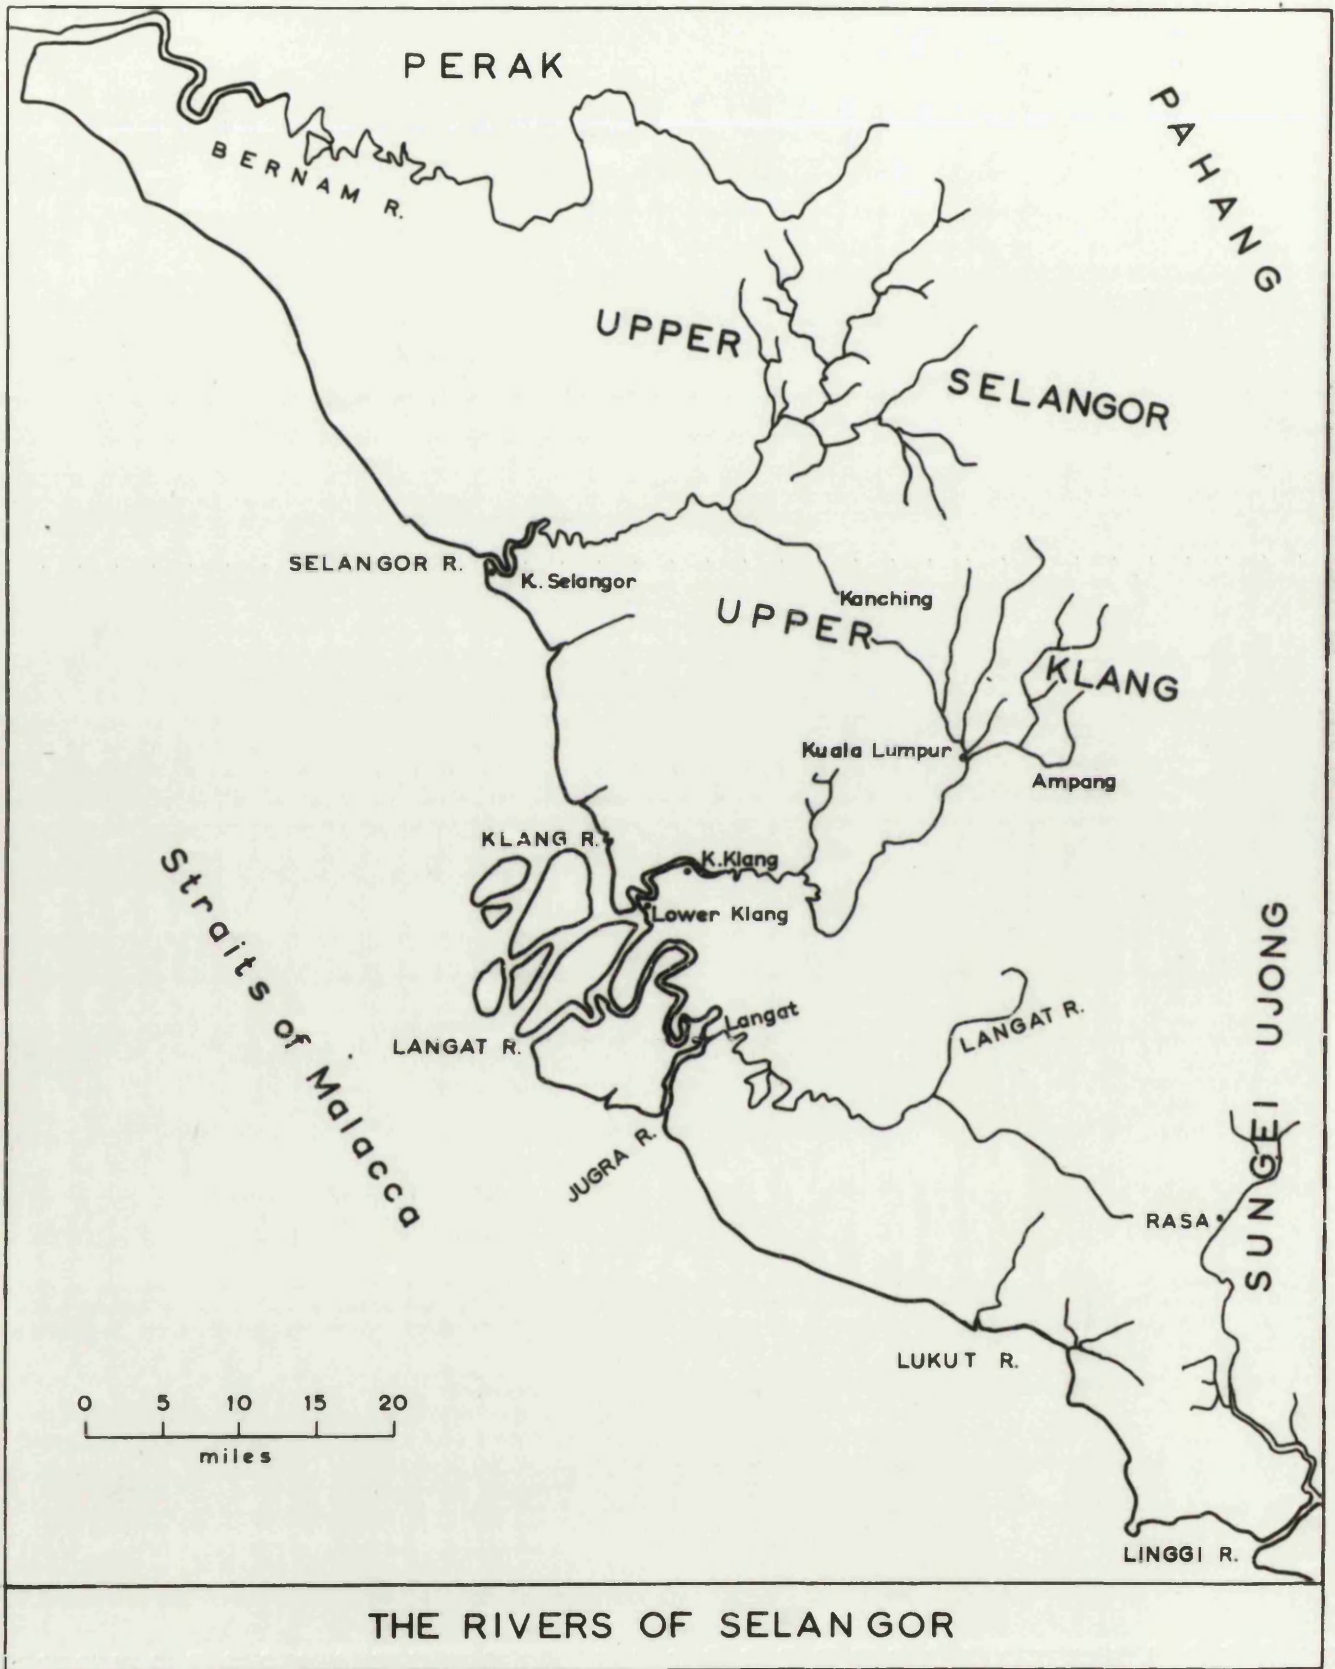 PERAK
PAHANG
BERNAM R.
UPPER
SELANGOR
SELANGOR R.
K. Selangor
Kanching
UPPER
KLANG
Kuala Lumpur
Ampang
KLANG R.
K. Klang
Lower Klang
Straits of Malacca
Langat
LANGAT R.
LANGAT R.
SUNGEI UJONG
JUGRA R.
RASA
LUKUT R.
0 5 10 15 20
miles
LINGGI R.
THE RIVERS OF SELANGOR